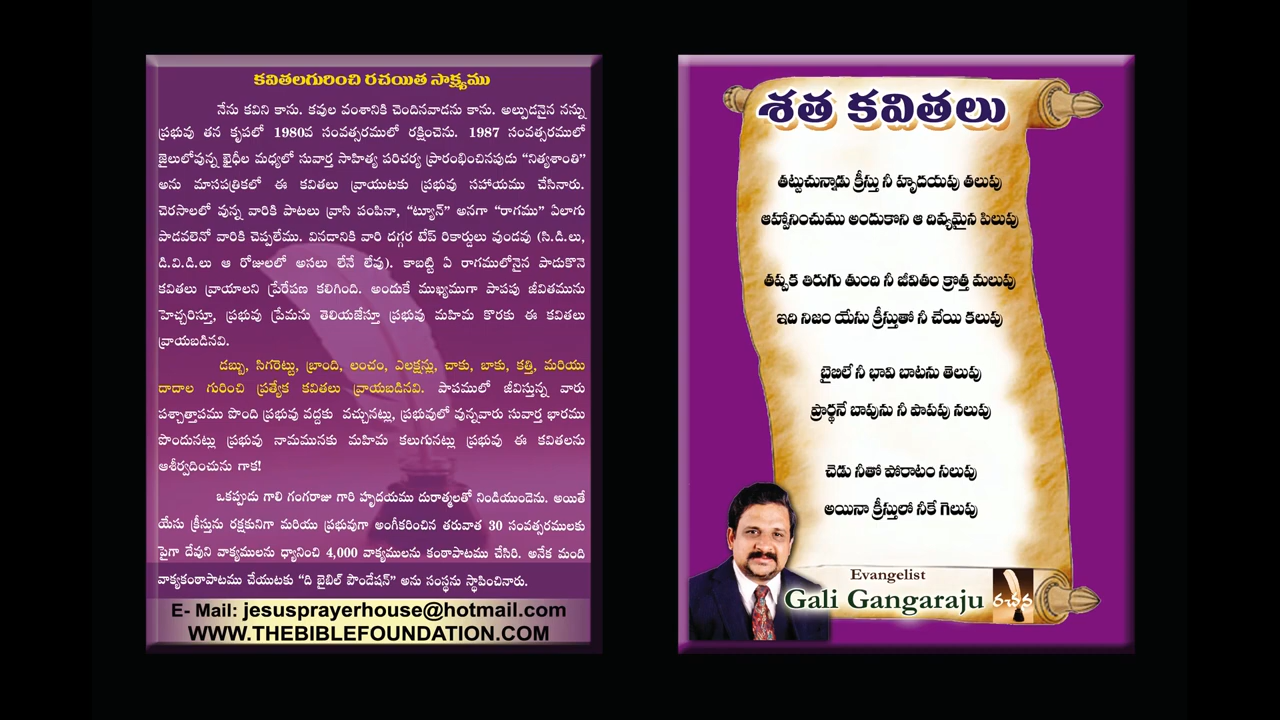 కవితలగురించి రచయిత సాక్ష్యము
నేను కవిని కాను. కవుల వంశానికి చెందినవాడను కాను. అల్పుడనైన నన్ను
ప్రభువు తన కృపలో 1980వ సంవత్సరములో రక్షించెను. 1987 సంవత్సరములో
జైలులోవున్న ఖైధీల మధ్యలో సువార్త సాహిత్య పరిచర్య ప్రారంభించినపుడు “నిత్యశాంతి”
అను మాసపత్రికలో ఈ కవితలు వ్రాయుటకు ప్రభువు సహాయము చేసినారు.
చెరసాలలో వున్న వారికి పాటలు వ్రాసి పంపినా, “ట్యూన్” అనగా “రాగము” ఏలాగు
పాడవలెనో వారికి చెప్పలేము. వినడానికి వారి దగ్గర టేప్ రికార్డులు వుండవు (సి.డి.లు,
డి.వి.డి.లు ఆ రోజులలో అసలు లేనే లేవు). కాబట్టి ఏ రాగములోనైన పాడుకొనె
కవితలు వ్రాయాలని ప్రేరేపణ కలిగింది. అందుకే ముఖ్యముగా పాపపు జీవితమును
హెచ్చరిస్తూ, ప్రభువు ప్రేమను తెలియజేస్తూ ప్రభువు మహిమ కొరకు ఈ కవితలు
వ్రాయబడినవి.
డబ్బు, సిగరెట్టు, బ్రాంది, లంచం, ఎలక్షన్లు, చాకు, బాకు, కత్తి, మరియు
దాదాల గురించి ప్రత్యేక కవితలు వ్రాయబడినవి. పాపములో జీవిస్తున్న వారు
పశ్చాత్తాపము పొంది ప్రభువు వద్దకు వచ్చునట్లు, ప్రభువులో వున్నవారు సువార్త భారము
పొందునట్లు ప్రభువు నామమునకు మహిమ కలుగునట్లు ప్రభువు ఈ కవితలను
ఆశీర్వదించును గాక!
ఒకప్పుడు గాలి గంగరాజు గారి హృదయము దురాత్మలతో నిండియుండెను. అయితే
యేసు క్రీస్తును రక్షకునిగా మరియు ప్రభువుగా అంగీకరించిన తరువాత 30 సంవత్సరములకు
పైగా దేవుని వాక్యములను ధ్యానించి 4,000 వాక్యములను కంఠాపాటము చేసిరి. అనేక మంది
వాక్యకంఠాపాటము చేయుటకు “ది బైబిల్ ఫౌండేషన్” అను సంస్థను స్థాపించినారు.
E- Mail: jesusprayerhouse@hotmail.com
WWW.THEBIBLEFOUNDATION.COM
శత కవితలు
తట్టుచున్నాడు క్రీస్తు నీ హృదయపు తలుపు
ఆహ్వానించుము అందుకొని ఆ దివ్యమైన పిలుపు
తప్పక తిరుగు తుంది నీ జీవితం క్రొత్త మలుపు
ఇది నిజం యేసు క్రీస్తుతో నీ చేయి కలుపు
బైబిలే నీ భావి బాటను తెలుపు
ప్రార్థనే బాపును నీ పాపపు నలుపు
చెడు నీతో పోరాటం సలుపు
అయినా క్రీస్తులో నీకే గెలుపు
Evangelist
Gali Gangaraju
రచన